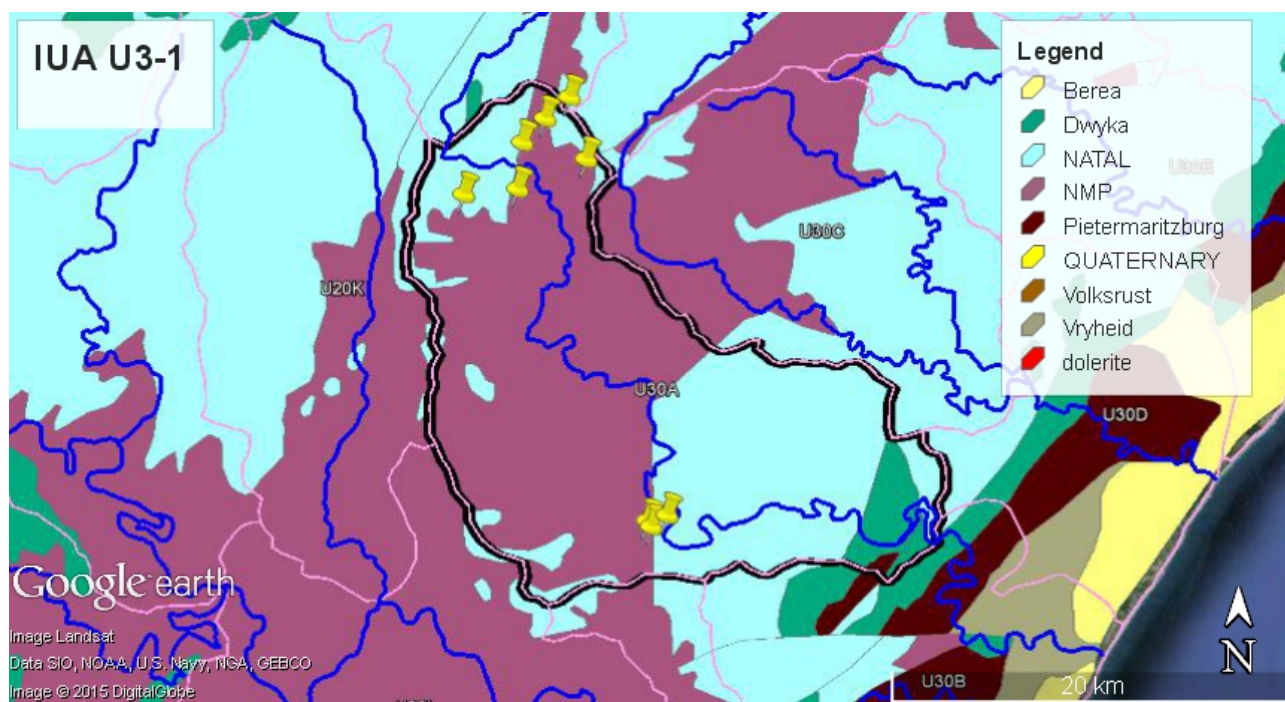 IUA U3-1
Legend
Berea
Dwyka
NATAL
NMP
Pietermaritzburg
QUATERNARY
Volksrust
Vryheid
dolerite
U30E
U30C
U20K
U30A
U30D
Google earth
Image Landsat
Data SIO, NOAA, U.S. Navy, NGA, GEBCO
Image © 2015 DigitalGlobe
U30B
20 km
N